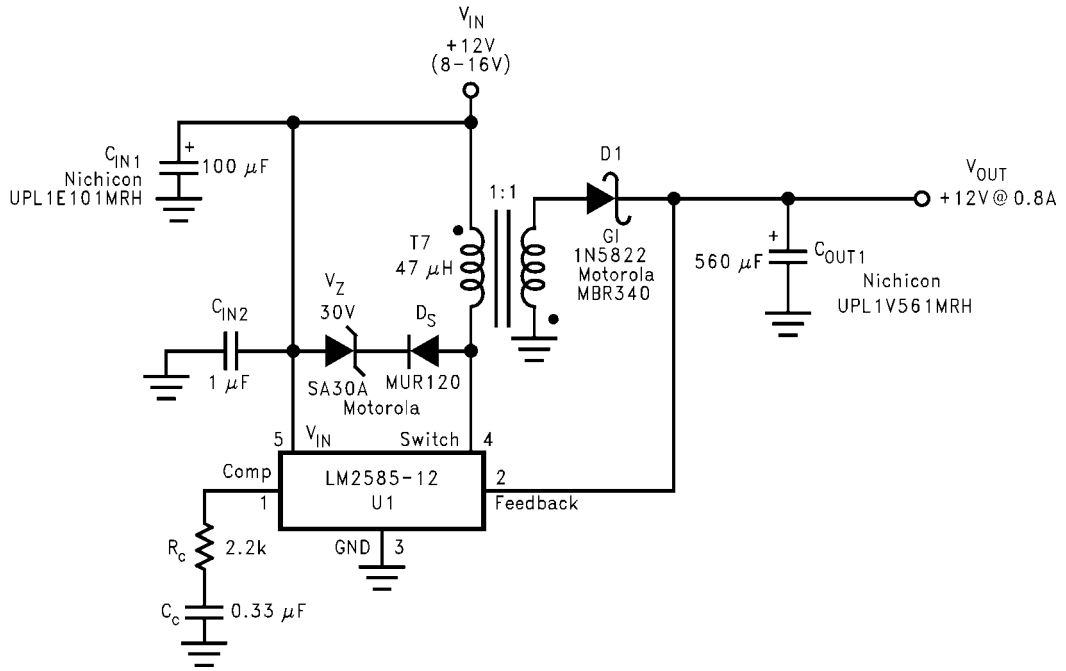 V_IN
+12V
(8-16V)
C_IN1
Nichicon
UPL1E101MRH
+
100 µF
D1
1:1
V_OUT
+12V@0.8A
T7
47 µH
GI
1N5822
Motorola
MBR340
+
560 µF
C_OUT1
Nichicon
UPL1V561MRH
C_IN2
1 µF
V_Z
30V
D_S
SA30A
MUR120
Motorola
5
V_IN
Switch
4
Comp
1
LM2585-12
U1
2
Feedback
GND
3
R_c
2.2k
C_c
0.33 µF